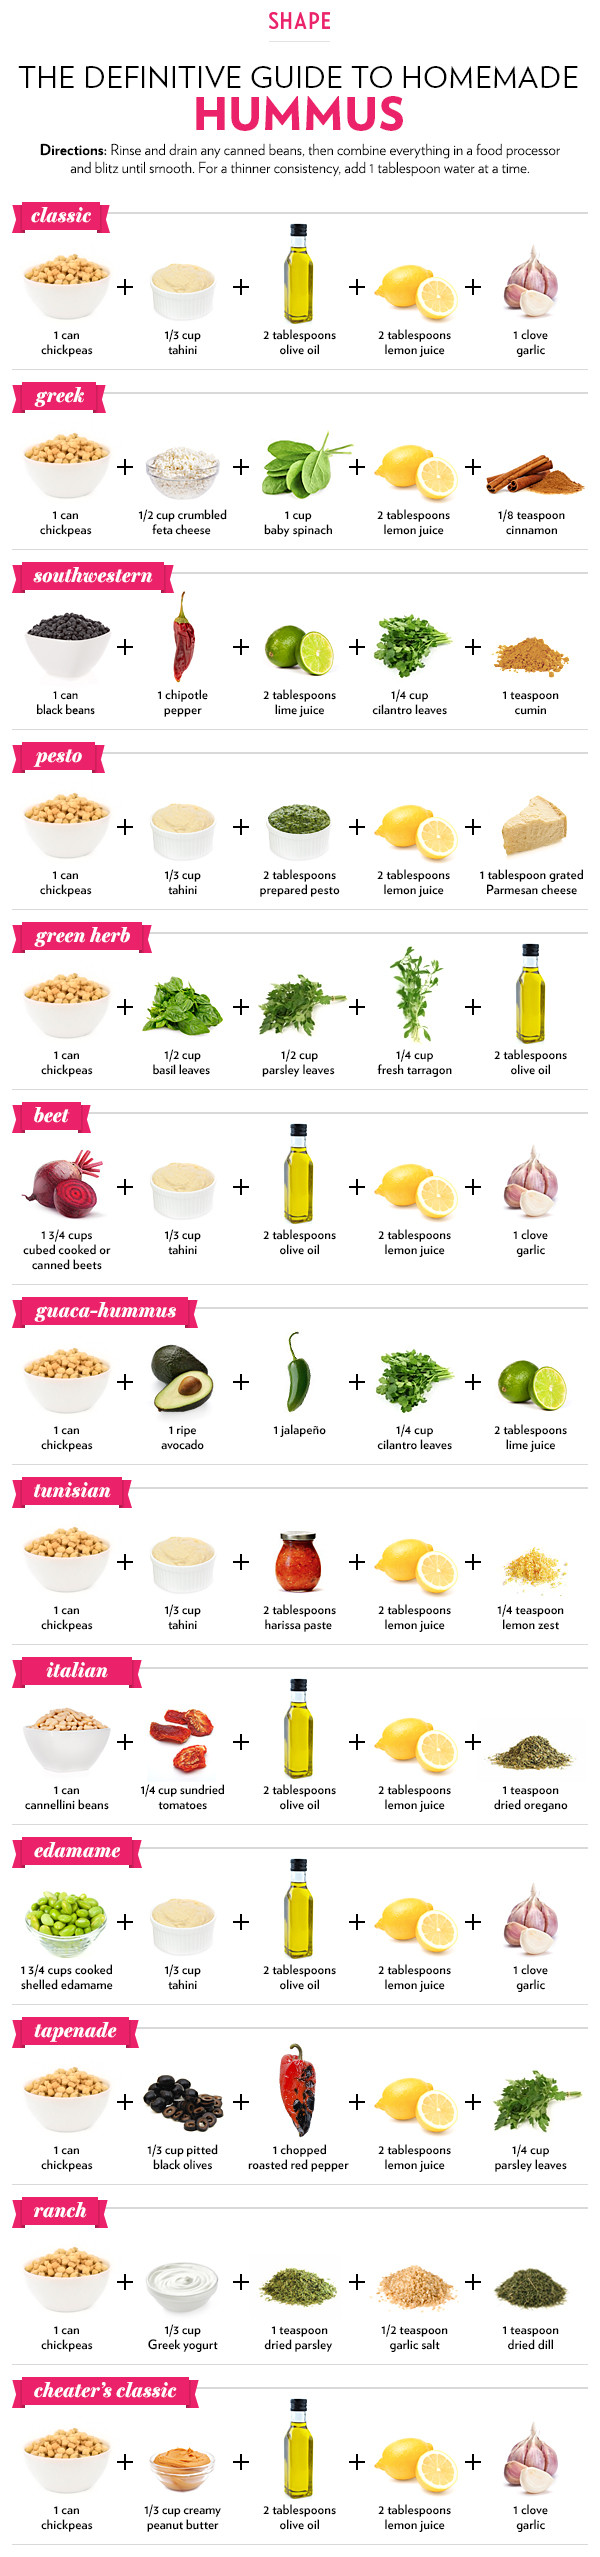 SHAPE
THE DEFINITIVE GUIDE TO HOMEMADE
HUMMUS
Directions: Rinse and drain any canned beans, then combine everything in a food processor
and blitz until smooth. For a thinner consistency, add 1 tablespoon water at a time.
classic
1 can
chickpeas
1/3 cup
tahini
2 tablespoons
olive oil
2 tablespoons
lemon juice
1 clove
garlic
greek
1 can
chickpeas
1/2 cup crumbled
feta cheese
1 cup
baby spinach
2 tablespoons
lemon juice
1/8 teaspoon
cinnamon
southwestern
1 can
black beans
1 chipotle
pepper
2 tablespoons
lime juice
1/4 cup
cilantro leaves
1 teaspoon
cumin
pesto
1 can
chickpeas
1/3 cup
tahini
2 tablespoons
prepared pesto
2 tablespoons
lemon juice
1 tablespoon grated
Parmesan cheese
green herb
1 can
chickpeas
1/2 cup
basil leaves
1/2 cup
parsley leaves
1/4 cup
fresh tarragon
2 tablespoons
olive oil
beet
1 3/4 cups
cubed cooked or
canned beets
1/3 cup
tahini
2 tablespoons
olive oil
2 tablespoons
lemon juice
1 clove
garlic
guaca-hummus
1 can
chickpeas
1 ripe
avocado
1 jalapeño
1/4 cup
cilantro leaves
2 tablespoons
lime juice
tunisian
1 can
chickpeas
1/3 cup
tahini
2 tablespoons
harissa paste
2 tablespoons
lemon juice
1/4 teaspoon
lemon zest
italian
1 can
cannellini beans
1/4 cup sundried
tomatoes
2 tablespoons
olive oil
2 tablespoons
lemon juice
1 teaspoon
dried oregano
edamame
1 3/4 cups cooked
shelled edamame
1/3 cup
tahini
2 tablespoons
olive oil
2 tablespoons
lemon juice
1 clove
garlic
tapenade
1 can
chickpeas
1/3 cup pitted
black olives
1 chopped
roasted red pepper
2 tablespoons
lemon juice
1/4 cup
parsley leaves
ranch
1 can
chickpeas
1/3 cup
Greek yogurt
1 teaspoon
dried parsley
1/2 teaspoon
garlic salt
1 teaspoon
dried dill
cheater's classic
1 can
chickpeas
1/3 cup creamy
peanut butter
2 tablespoons
olive oil
2 tablespoons
lemon juice
1 clove
garlic